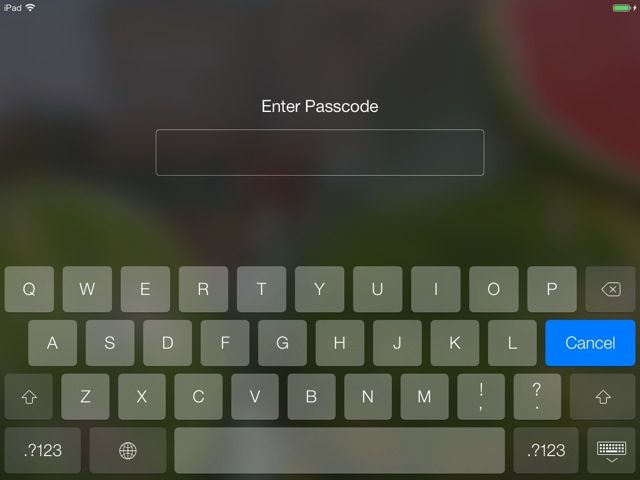 iPad
Enter Passcode
Q W E R T Y U I O P
A S D F G H J K L Cancel
Z X C V B N M ! , ? .
.?123 .?123